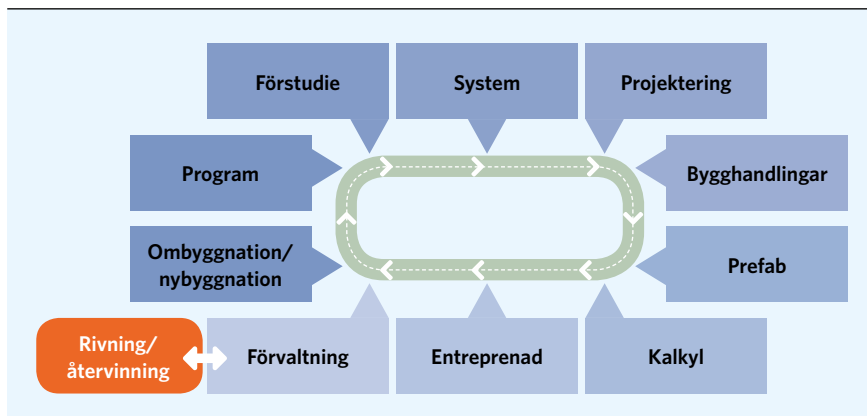 Förstudie
System
Projektering
Program
Bygghandlingar
Ombyggnation/
nybyggnation
Prefab
Rivning/
återvinning
Förvaltning
Entreprenad
Kalkyl